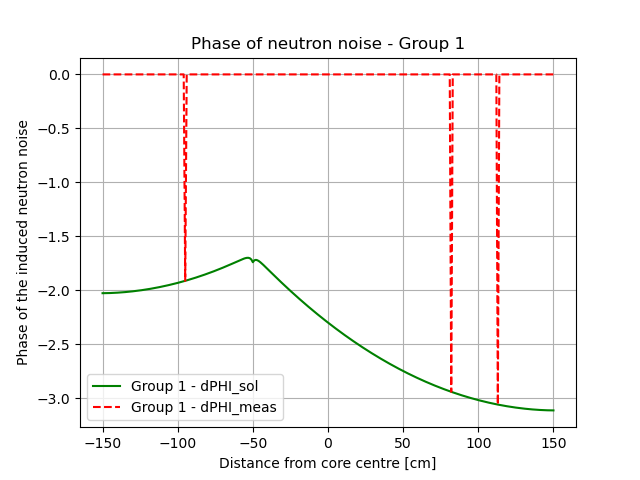 Phase of neutron noise - Group 1
Phase of the induced neutron noise
0.0
−0.5
−1.0
−1.5
−2.0
−2.5
−3.0
Group 1 - dPHI_sol
Group 1 - dPHI_meas
−150
−100
−50
0
50
100
150
Distance from core centre [cm]